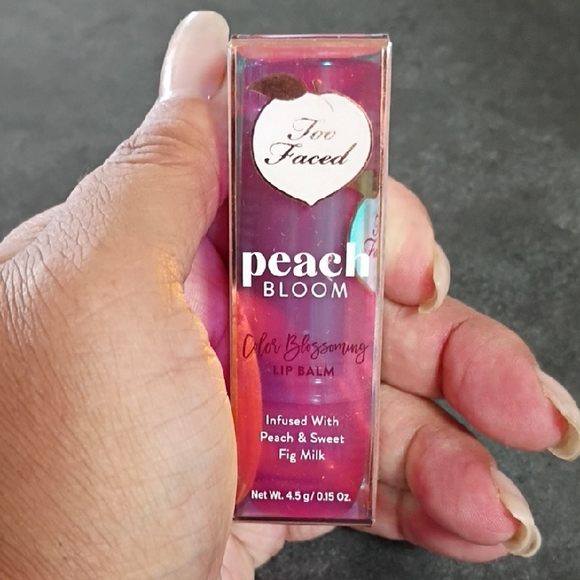 Too
Faced
peach
BLOOM
Color Blossoming
LIP BALM
Infused With
Peach & Sweet
Fig Milk
Net Wt. 4.5 g / 0.15 Oz.